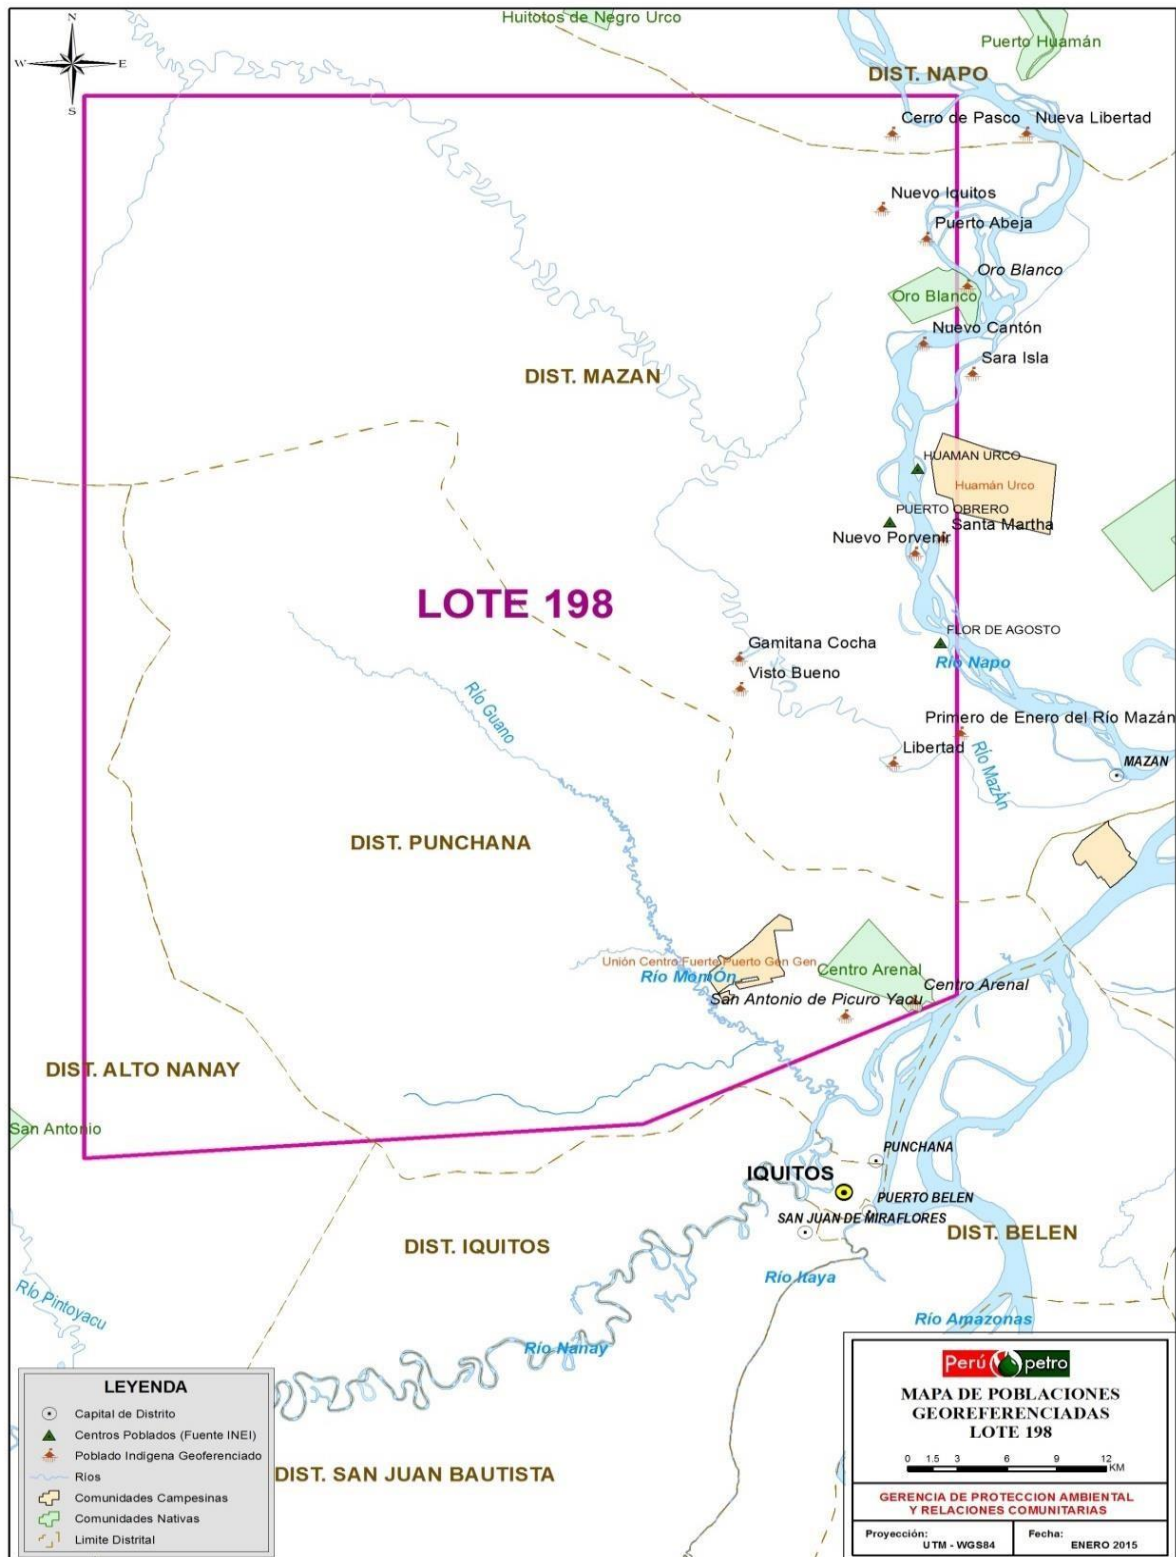 Huitotos de Negro Urco
Puerto Huamán
N
W
E
S
DIST. NAPO
Cerro de Pasco
Nueva Libertad
Nuevo Iquitos
Puerto Abeja
Oro Blanco
Oro Blanco
Nuevo Cantón
Sara Isla
DIST. MAZAN
HUAMAN URCO
Huamán Urco
PUERTO OBRERO
Santa Martha
Nuevo Porvenir
LOTE 198
FLOR DE AGOSTO
Gamitana Cocha
Río Napo
Visto Bueno
Río Guano
Primero de Enero del Río Mazán
Libertad
Río MazÁn
MAZAN
DIST. PUNCHANA
Unión Centro Fuerte Puerto Gen Gen
Centro Arenal
Río MomÓn
Centro Arenal
San Antonio de Picuro Yacu
DIST. ALTO NANAY
San Antonio
PUNCHANA
IQUITOS
PUERTO BELEN
SAN JUAN DE MIRAFLORES
DIST. BELEN
DIST. IQUITOS
Río Itaya
Río Pintoyacu
Río Amazonas
Río Nanay
DIST. SAN JUAN BAUTISTA
LEYENDA
Capital de Distrito
Centros Poblados (Fuente INEI)
Poblado Indígena Georeferenciado
Rios
Comunidades Campesinas
Comunidades Nativas
Limite Distrital
Perú petro
MAPA DE POBLACIONES
GEOREFERENCIADAS
LOTE 198
0 1.5 3 6 9 12
KM
GERENCIA DE PROTECCION AMBIENTAL
Y RELACIONES COMUNITARIAS
Proyección:
UTM - WGS84
Fecha:
ENERO 2015